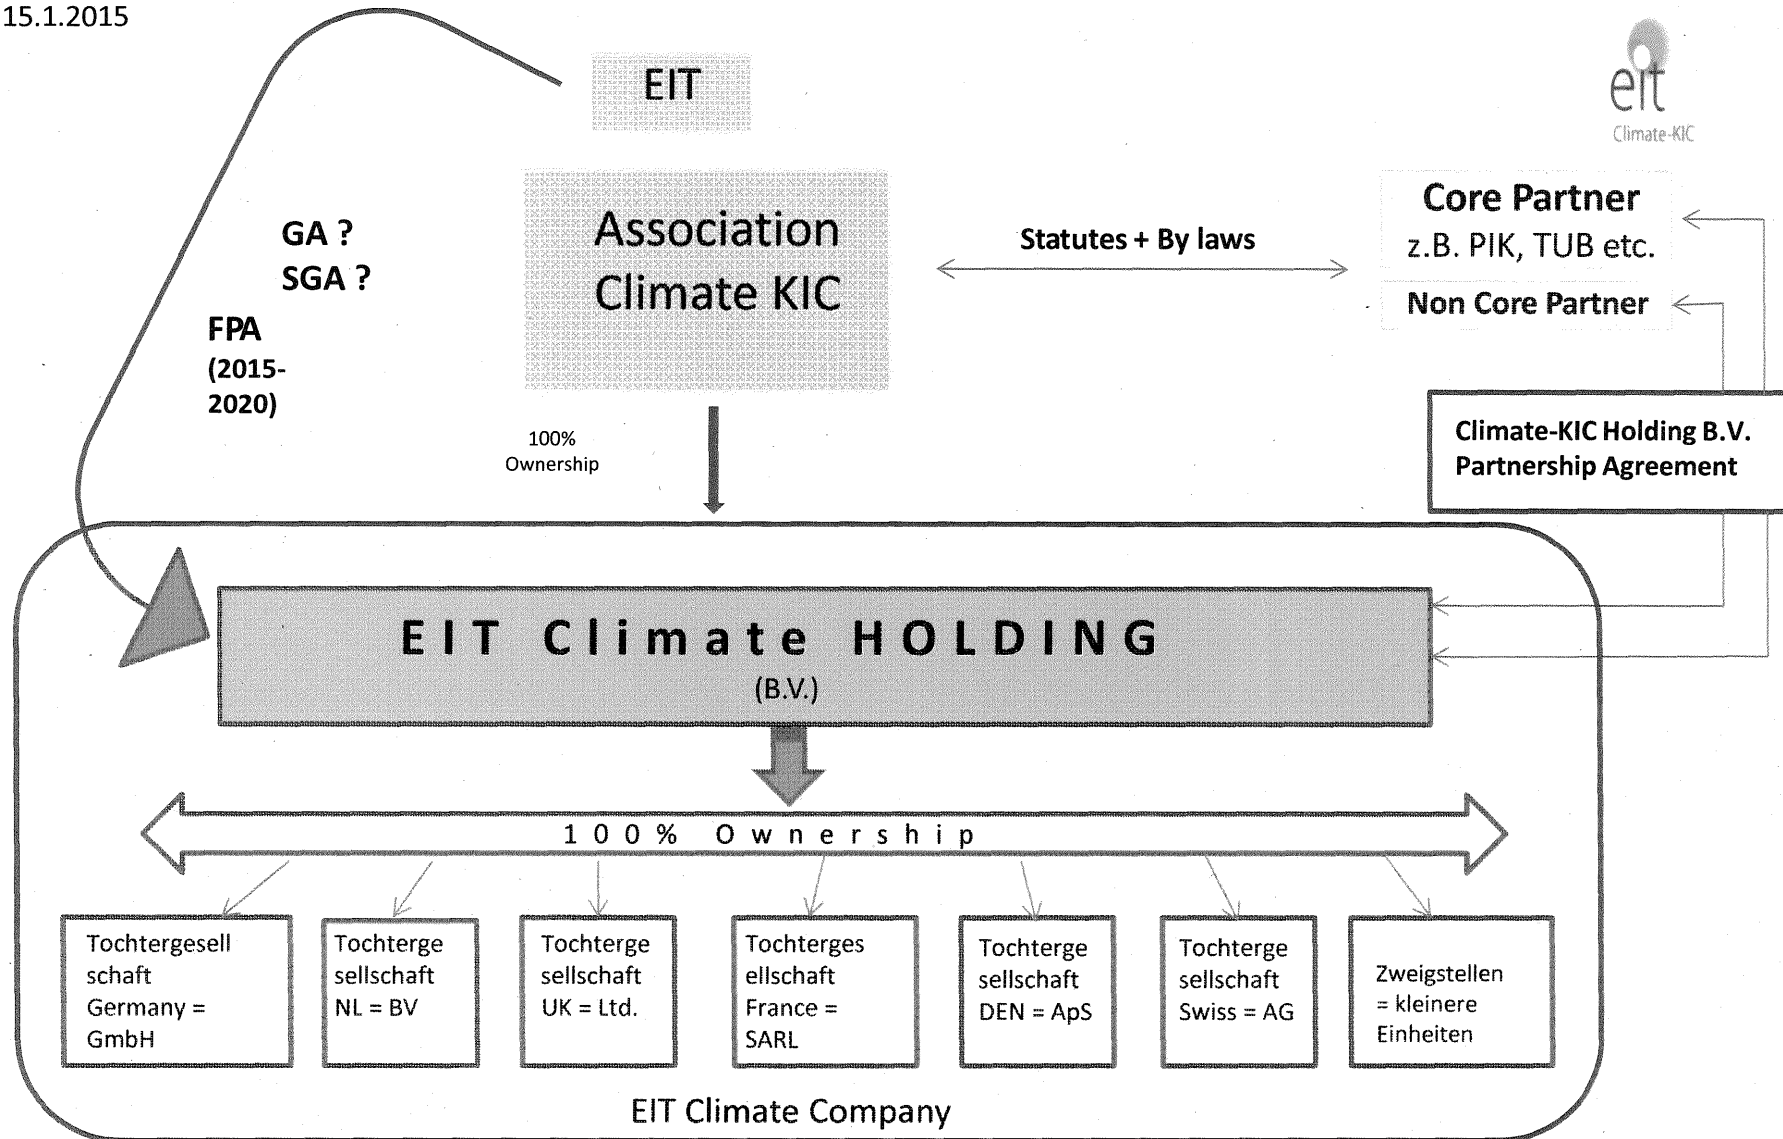 15.1.2015
EIT
eit
Climate-KIC
Association
Climate KIC
Statutes + By laws
Core Partner
z.B. PIK, TUB etc.
Non Core Partner
GA ?
SGA ?
FPA
(2015-
2020)
100%
Ownership
Climate-KIC Holding B.V.
Partnership Agreement
EIT Climate HOLDING
(B.V.)
100% Ownership
Tochtergesell
schaft
Germany =
GmbH
Tochterge
sellschaft
NL = BV
Tochterge
sellschaft
UK = Ltd.
Tochterges
ellschaft
France =
SARL
Tochterge
sellschaft
DEN = ApS
Tochterge
sellschaft
Swiss = AG
Zweigstellen
= kleinere
Einheiten
EIT Climate Company